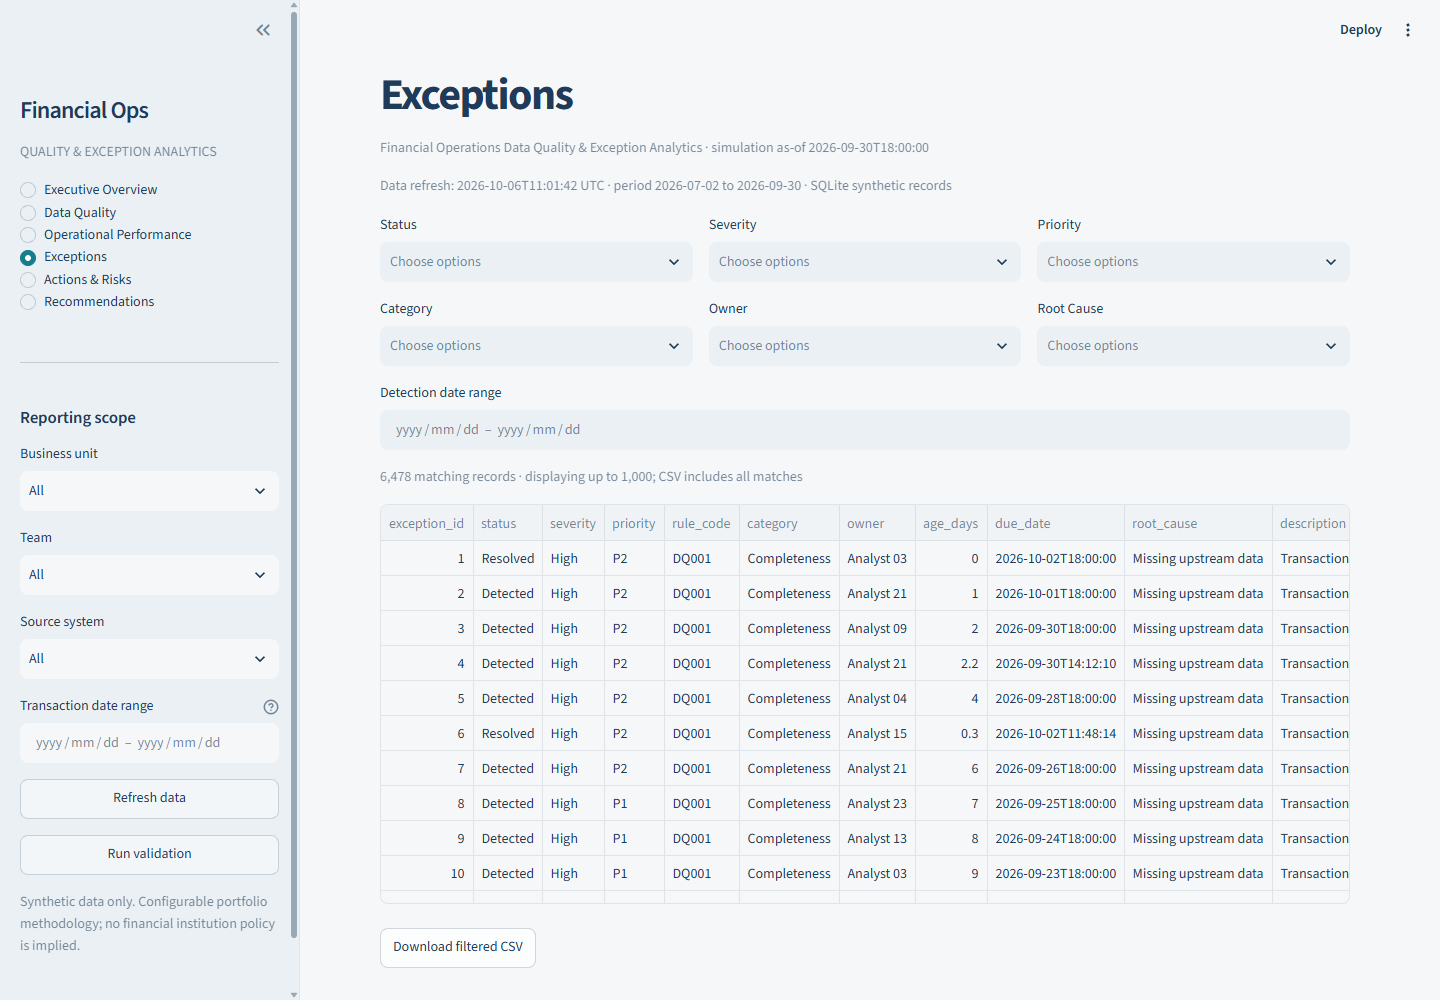 Deploy
Financial Ops
QUALITY & EXCEPTION ANALYTICS
Executive Overview
Data Quality
Operational Performance
Exceptions
Actions & Risks
Recommendations
Reporting scope
Business unit
All
Team
All
Source system
All
Transaction date range
yyyy / mm / dd – yyyy / mm / dd
Refresh data
Run validation
Synthetic data only. Configurable portfolio
methodology; no financial institution policy
is implied.
Exceptions
Financial Operations Data Quality & Exception Analytics · simulation as-of 2026-09-30T18:00:00
Data refresh: 2026-10-06T11:01:42 UTC · period 2026-07-02 to 2026-09-30 · SQLite synthetic records
Status Severity Priority
Choose options Choose options Choose options
Category Owner Root Cause
Choose options Choose options Choose options
Detection date range
yyyy / mm / dd – yyyy / mm / dd
6,478 matching records · displaying up to 1,000; CSV includes all matches
exception_id status severity priority rule_code category owner age_days due_date root_cause description
1 Resolved High P2 DQ001 Completeness Analyst 03 0 2026-10-02T18:00:00 Missing upstream data Transaction
2 Detected High P2 DQ001 Completeness Analyst 21 1 2026-10-01T18:00:00 Missing upstream data Transaction
3 Detected High P2 DQ001 Completeness Analyst 09 2 2026-09-30T18:00:00 Missing upstream data Transaction
4 Detected High P2 DQ001 Completeness Analyst 21 2.2 2026-09-30T14:12:10 Missing upstream data Transaction
5 Detected High P2 DQ001 Completeness Analyst 04 4 2026-09-28T18:00:00 Missing upstream data Transaction
6 Resolved High P2 DQ001 Completeness Analyst 15 0.3 2026-10-02T11:48:14 Missing upstream data Transaction
7 Detected High P2 DQ001 Completeness Analyst 21 6 2026-09-26T18:00:00 Missing upstream data Transaction
8 Detected High P1 DQ001 Completeness Analyst 23 7 2026-09-25T18:00:00 Missing upstream data Transaction
9 Detected High P1 DQ001 Completeness Analyst 13 8 2026-09-24T18:00:00 Missing upstream data Transaction
10 Detected High P1 DQ001 Completeness Analyst 03 9 2026-09-23T18:00:00 Missing upstream data Transaction
Download filtered CSV